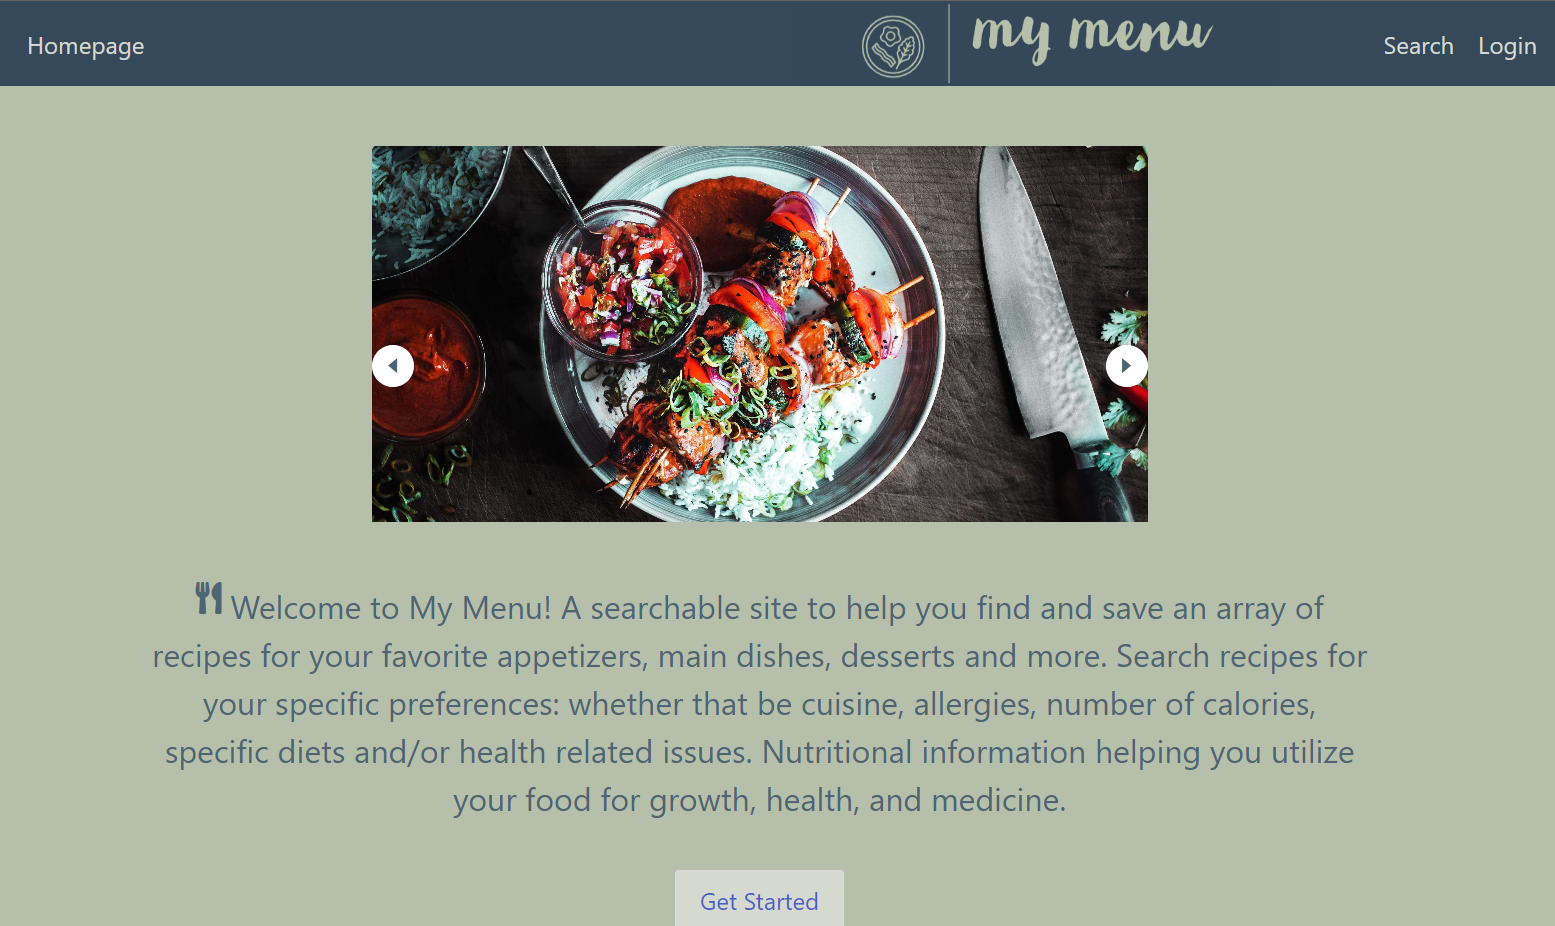 Homepage
my menu
Search
Login
Welcome to My Menu! A searchable site to help you find and save an array of
recipes for your favorite appetizers, main dishes, desserts and more. Search recipes for
your specific preferences: whether that be cuisine, allergies, number of calories,
specific diets and/or health related issues. Nutritional information helping you utilize
your food for growth, health, and medicine.
Get Started